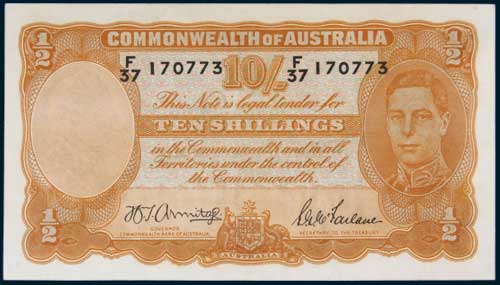 1/2 COMMONWEALTH OF AUSTRALIA 1/2
F/37 170773 F/37 170773
10/-
This Note is legal tender for
TEN SHILLINGS
in the Commonwealth and in all
Territories under the control of
the Commonwealth.
H.T. Armitage
S.G. McFarlane
GOVERNOR
COMMONWEALTH BANK OF AUSTRALIA
SECRETARY TO THE TREASURY
1/2 AUSTRALIA 1/2